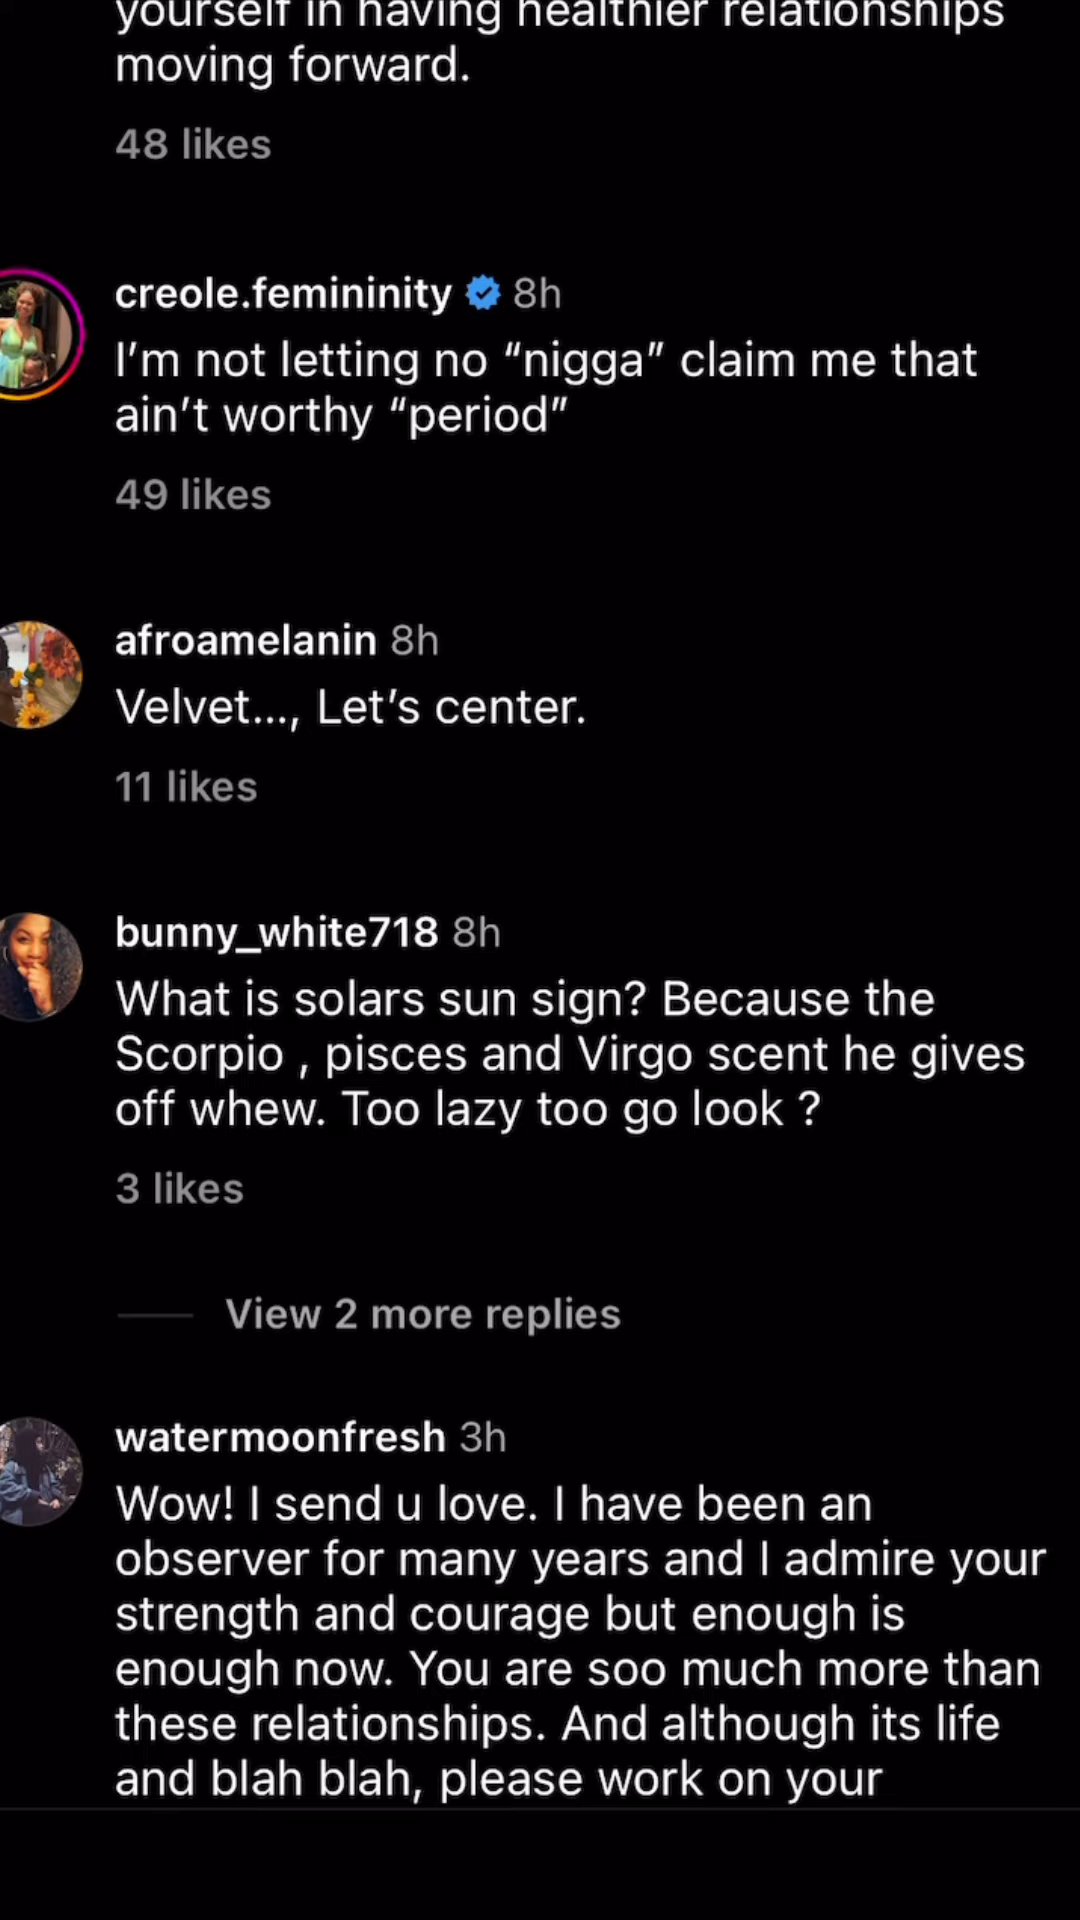 yourself in having healthier relationships
moving forward.
48 likes
creole.femininity 8h
I’m not letting no “nigga” claim me that
ain’t worthy “period”
49 likes
afroamelanin 8h
Velvet..., Let’s center.
11 likes
bunny_white718 8h
What is solars sun sign? Because the
Scorpio , pisces and Virgo scent he gives
off whew. Too lazy too go look ?
3 likes
View 2 more replies
watermoonfresh 3h
Wow! I send u love. I have been an
observer for many years and I admire your
strength and courage but enough is
enough now. You are soo much more than
these relationships. And although its life
and blah blah, please work on your